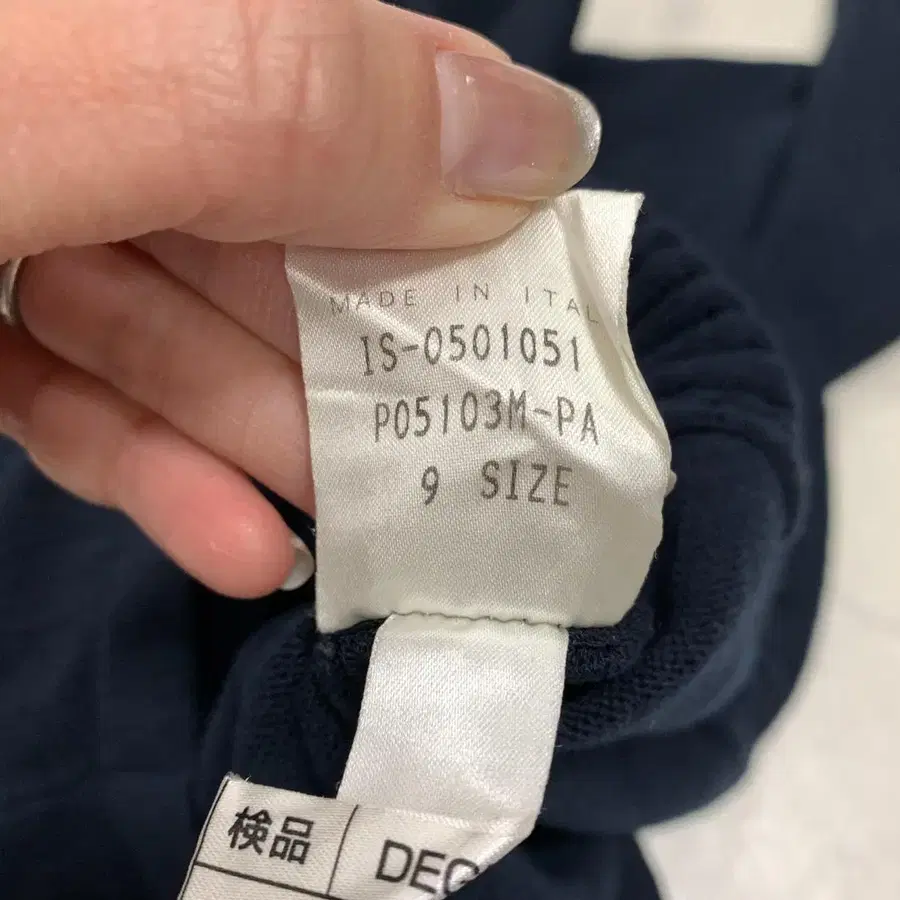 MADE IN ITAL
IS-0501051
P05103M-PA
9 SIZE
検品
DEC